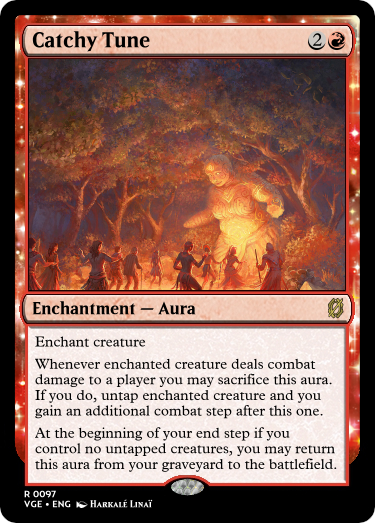 Catchy Tune 2
Enchantment — Aura
Enchant creature
Whenever enchanted creature deals combat
damage to a player you may sacrifice this aura.
If you do, untap enchanted creature and you
gain an additional combat step after this one.
At the beginning of your end step if you
control no untapped creatures, you may return
this aura from your graveyard to the battlefield.
R 0097
VGE • ENG Harkalé Linaï